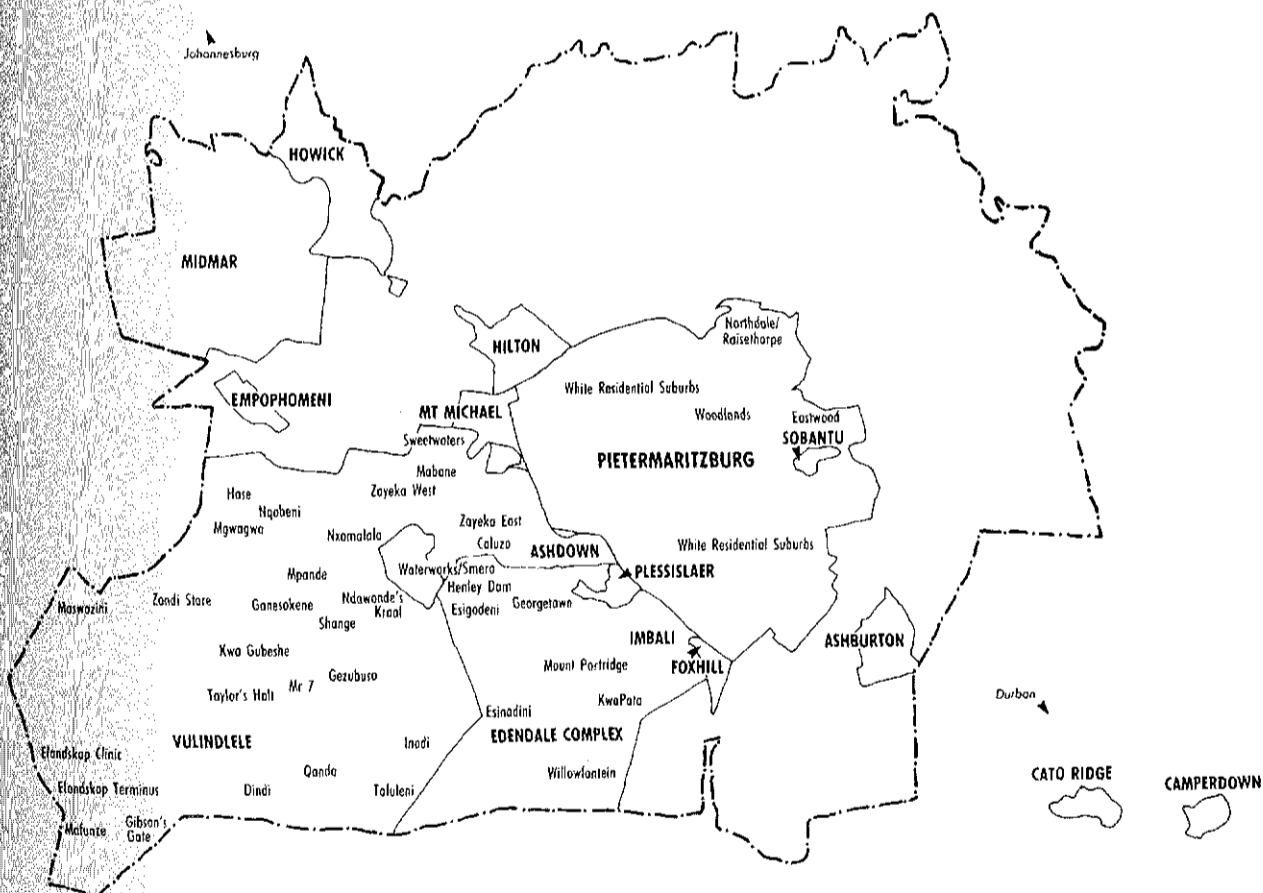 Johannesburg
HOWICK
MIDMAR
Northdale/
Raisethorpe
HILTON
White Residential Suburbs
EMPOPHOMENI
MT MICHAEL
Woodlands
Eastwood
SOBANTU
Sweetwaters
PIETERMARITZBURG
Mabane
Zayeka West
Hase
Nqobeni
Mgwagwa
Nxamalala
Zayeka East
Caluza
ASHDOWN
White Residential Suburbs
Waterworks/Smero
PLESSISLAER
Mpande
Henley Dam
Maswazini
Zondi Store
Ganesokene
Ndawonde's
Kraal
Esigodeni
Georgetown
Shange
IMBALI
ASHBURTON
Kwa Gubeshe
Mount Partridge
FOXHILL
Gezubuso
Mr 7
Taylor's Halt
KwaPata
Durban
Esinadini
EDENDALE COMPLEX
VULINDLELE
Inadi
Elandskop Clinic
Qanda
Willowfontein
CATO RIDGE
CAMPERDOWN
Elandskop Terminus
Dindi
Taluleni
Mafunze
Gibson's
Gate